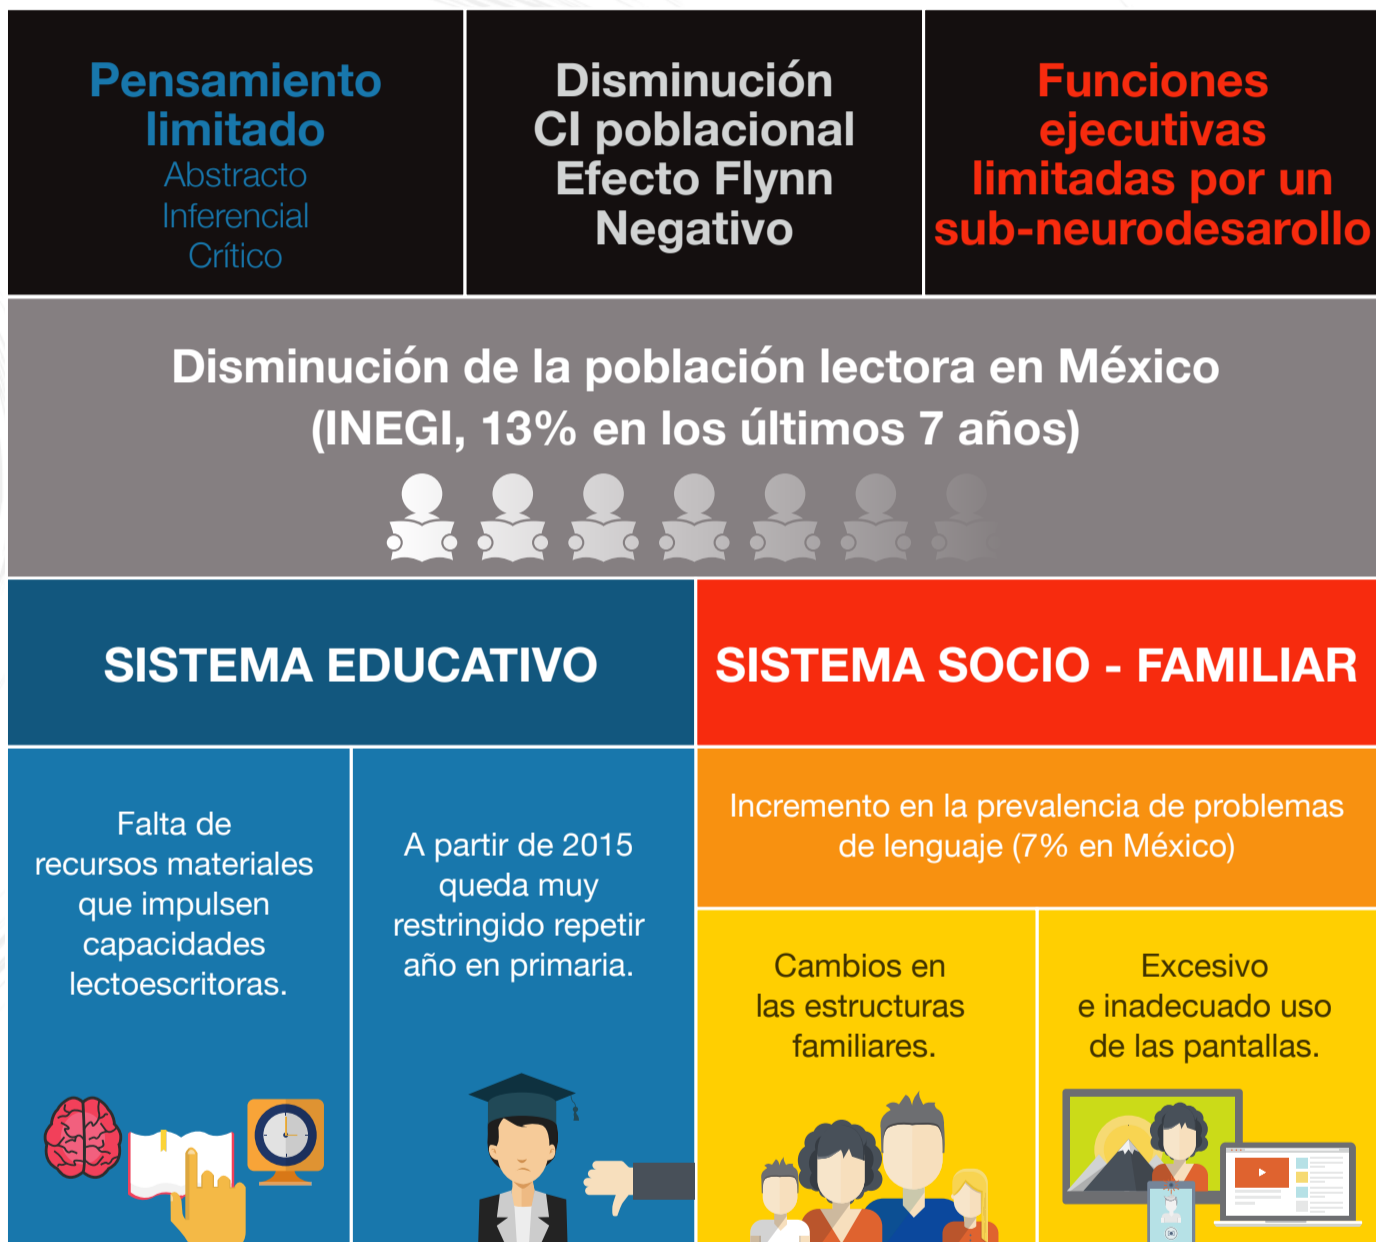 Pensamiento
limitado
Abstracto
Inferencial
Crítico
Disminución
CI poblacional
Efecto Flynn
Negativo
Funciones
ejecutivas
limitadas por un
sub-neurodesarollo
Disminución de la población lectora en México
(INEGI, 13% en los últimos 7 años)
SISTEMA EDUCATIVO
SISTEMA SOCIO - FAMILIAR
Falta de
recursos materiales
que impulsen
capacidades
lectoescritoras.
A partir de 2015
queda muy
restringido repetir
año en primaria.
Incremento en la prevalencia de problemas
de lenguaje (7% en México)
Cambios en
las estructuras
familiares.
Excesivo
e inadecuado uso
de las pantallas.